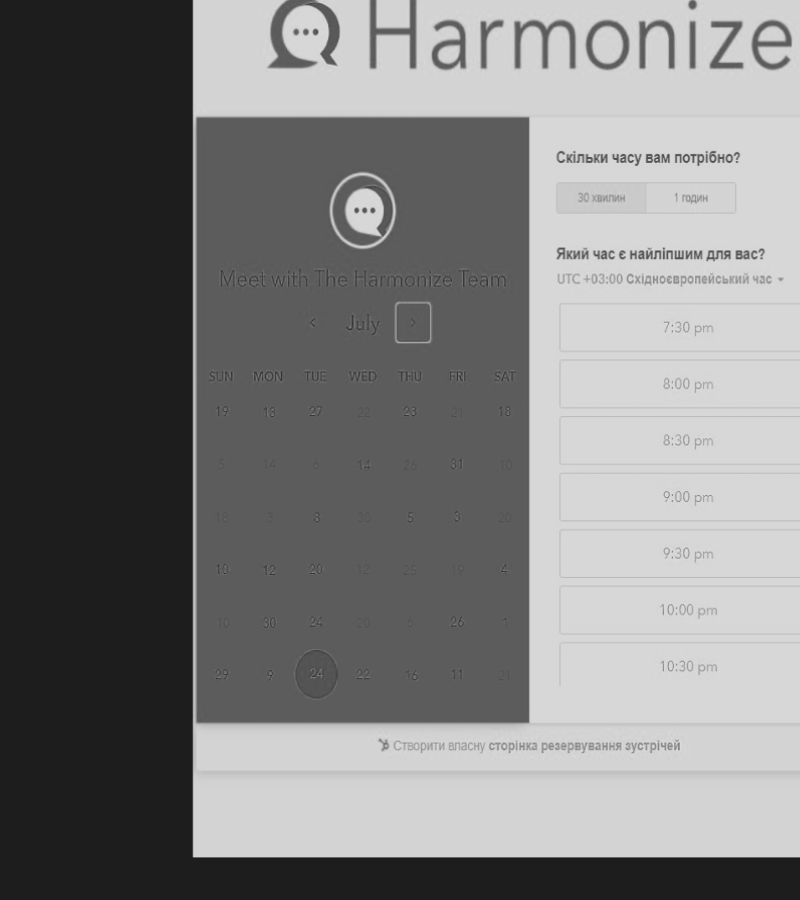 Harmonize
Meet with The Harmonize Team
July
SUN MON TUE WED THU FRI SAT
19 13 27 22 23 21 18
5 14 6 14 26 31 10
18 3 8 30 5 3 20
10 12 20 12 25 19 4
10 30 24 20 6 26 1
29 9 24 22 16 11 21
Скільки часу вам потрібно?
30 хвилин 1 годин
Який час є найліпшим для вас?
UTC +03:00 Східноєвропейський час
7:30 pm
8:00 pm
8:30 pm
9:00 pm
9:30 pm
10:00 pm
10:30 pm
Створити власну сторінка резервування зустрічей